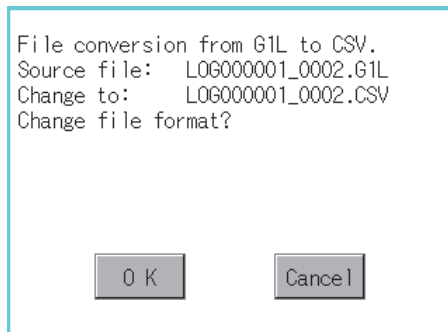 File conversion from G1L to CSV.
Source file: LOG000001_0002.G1L
Change to: LOG000001_0002.CSV
Change file format?
OK Cancel